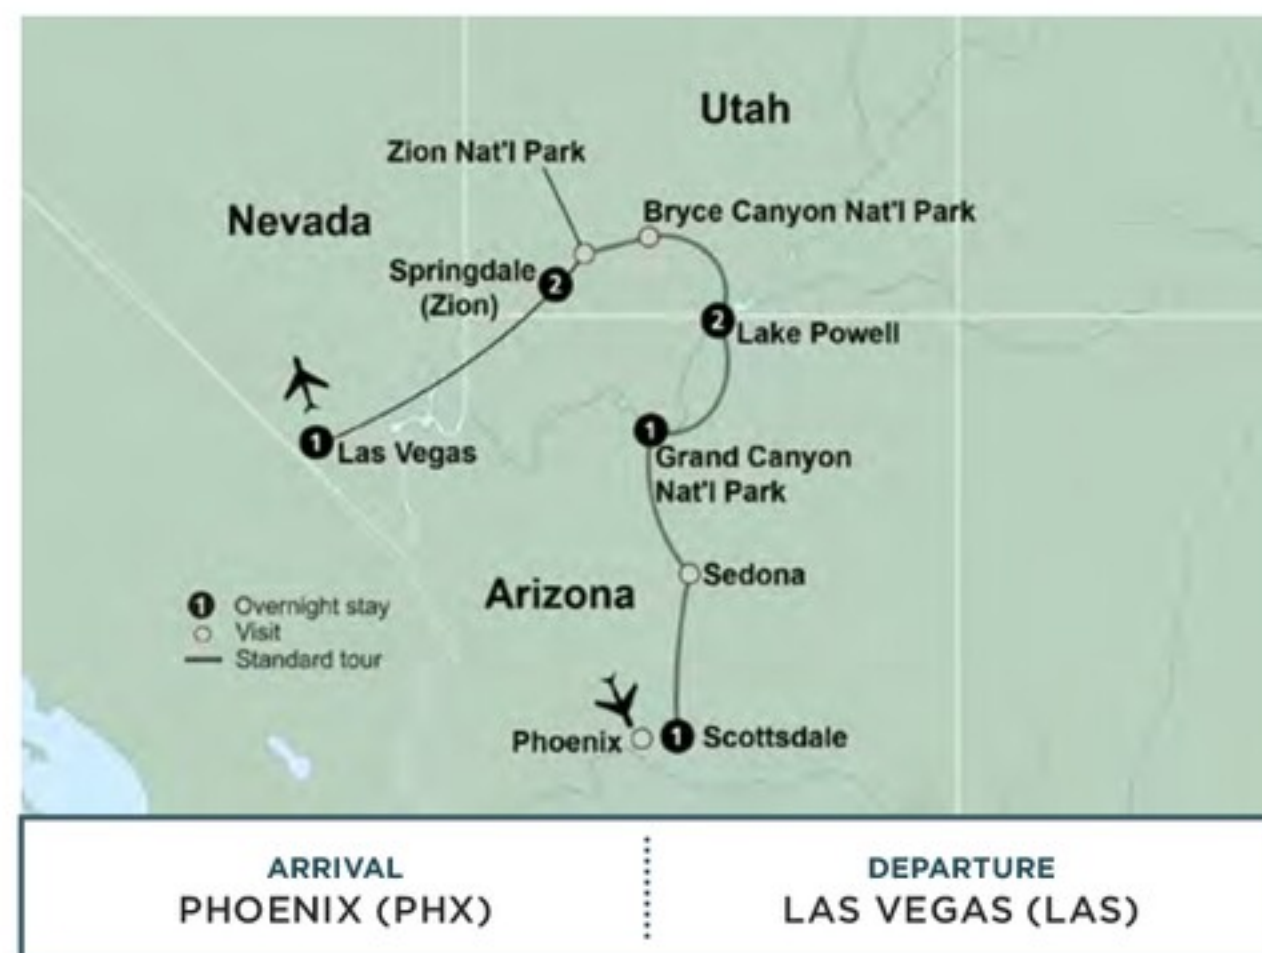 Utah
Zion Nat'l Park
Nevada
Bryce Canyon Nat'l Park
Springdale
(Zion)
2
2
Lake Powell
1
Las Vegas
1
Grand Canyon
Nat'l Park
Arizona
Sedona
1 Overnight stay
Visit
Standard tour
Phoenix
1
Scottsdale
ARRIVAL
PHOENIX (PHX)
DEPARTURE
LAS VEGAS (LAS)